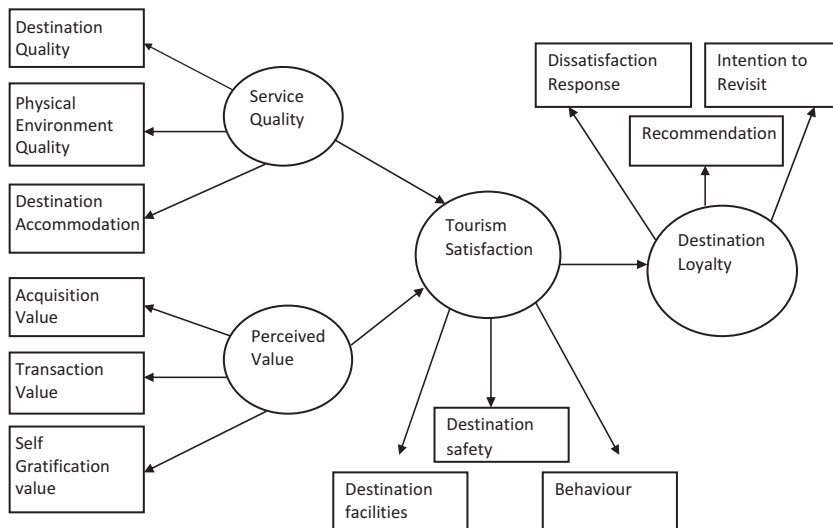 Destination
Quality
Physical
Environment
Quality
Destination
Accommodation
Acquisition
Value
Transaction
Value
Self
Gratification
value
Service
Quality
Perceived
Value
Tourism
Satisfaction
Destination
safety
Destination
facilities
Behaviour
Dissatisfaction
Response
Intention to
Revisit
Recommendation
Destination
Loyalty